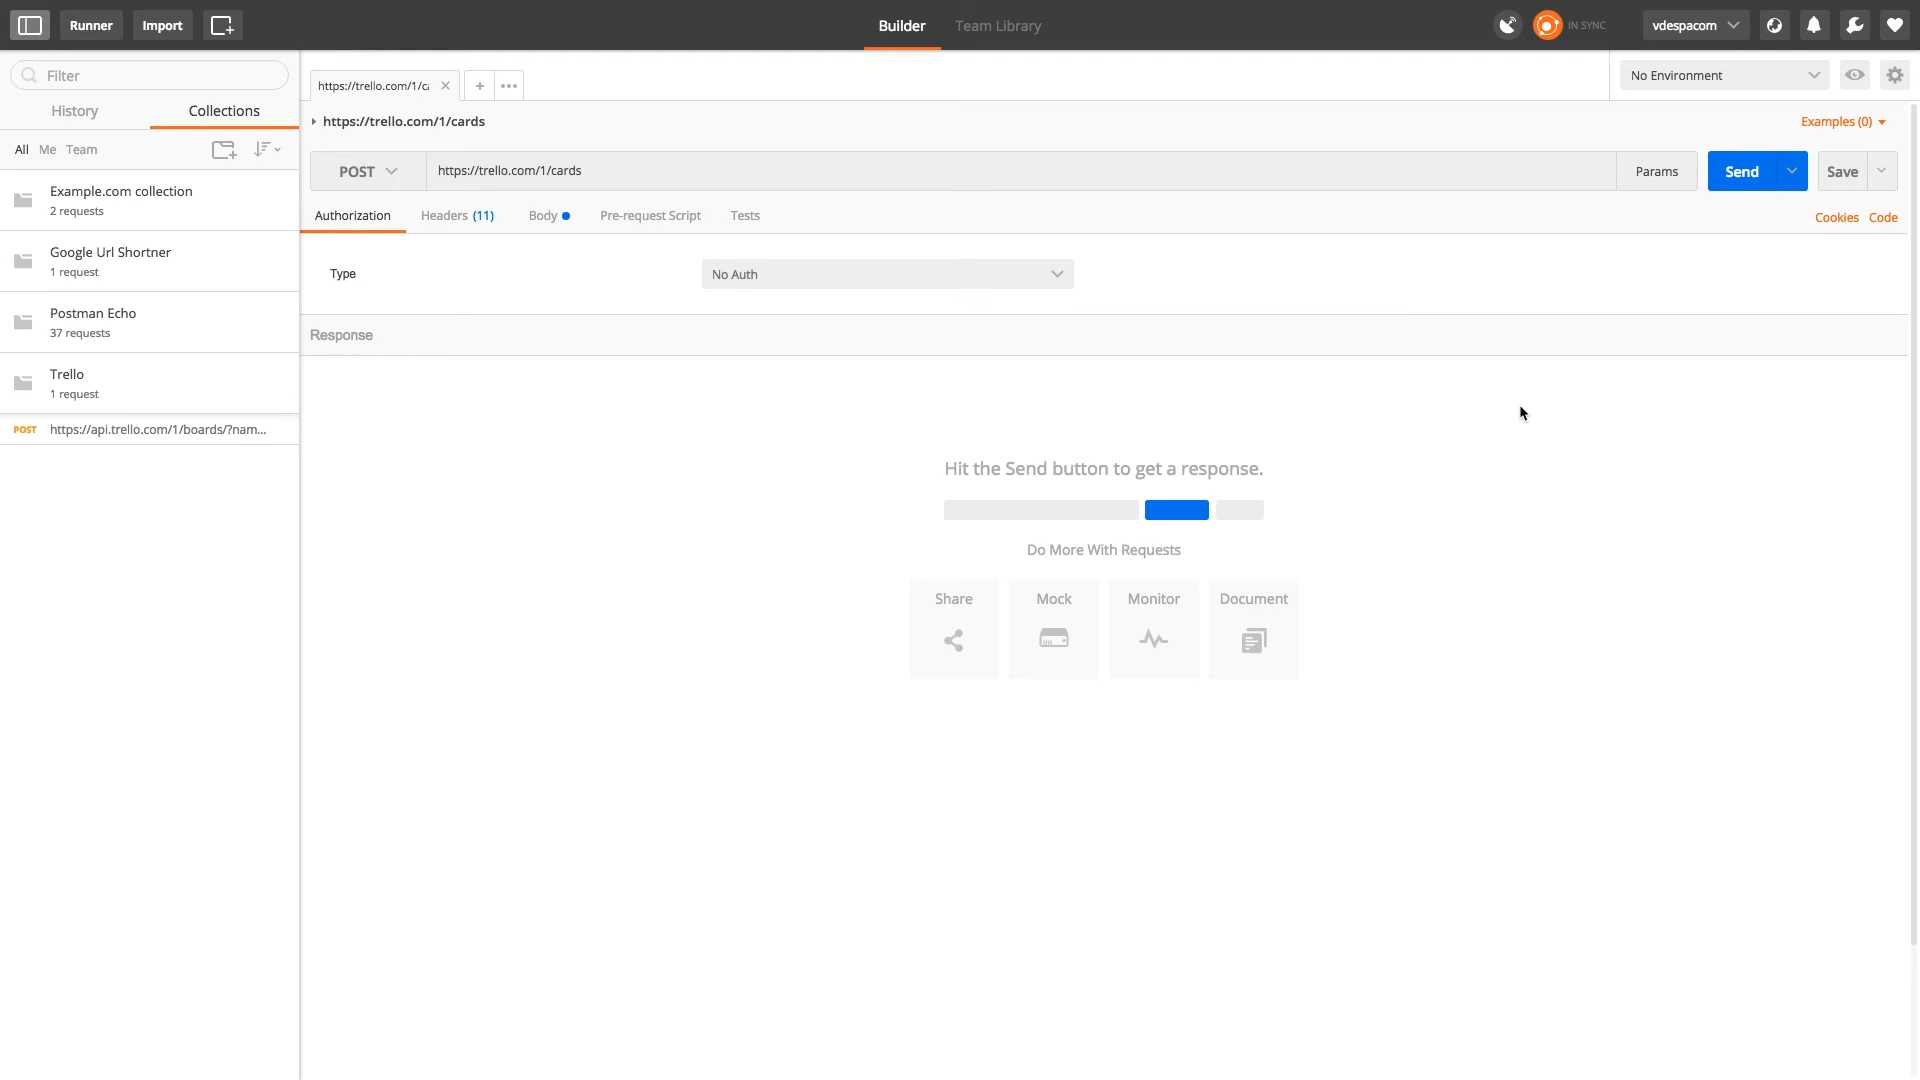 Runner
Import
Builder
Team Library
IN SYNC
vdespacom
Filter
History
Collections
All
Me
Team
Example.com collection
2 requests
Google Url Shortner
1 request
Postman Echo
37 requests
Trello
1 request
POST
https://api.trello.com/1/boards/?nam...
https://trello.com/1/c
No Environment
https://trello.com/1/cards
Examples (0)
POST
https://trello.com/1/cards
Params
Send
Save
Authorization
Headers (11)
Body
Pre-request Script
Tests
Cookies
Code
Type
No Auth
Response
Hit the Send button to get a response.
Do More With Requests
Share
Mock
Monitor
Document